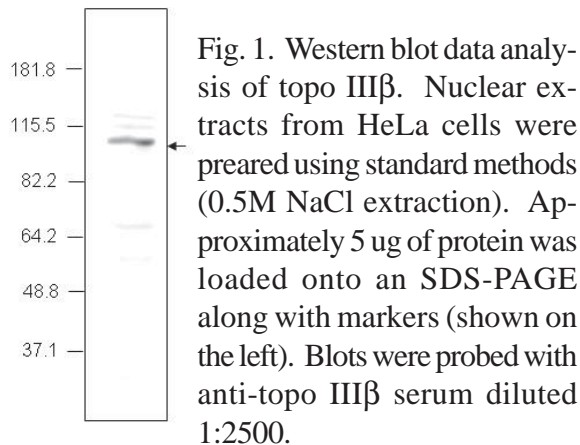 181.8
115.5
82.2
64.2
48.8
37.1
Fig. 1. Western blot data analy-
sis of topo IIIβ. Nuclear ex-
tracts from HeLa cells were
preared using standard methods
(0.5M NaCl extraction). Ap-
proximately 5 ug of protein was
loaded onto an SDS-PAGE
along with markers (shown on
the left). Blots were probed with
anti-topo IIIβ serum diluted
1:2500.